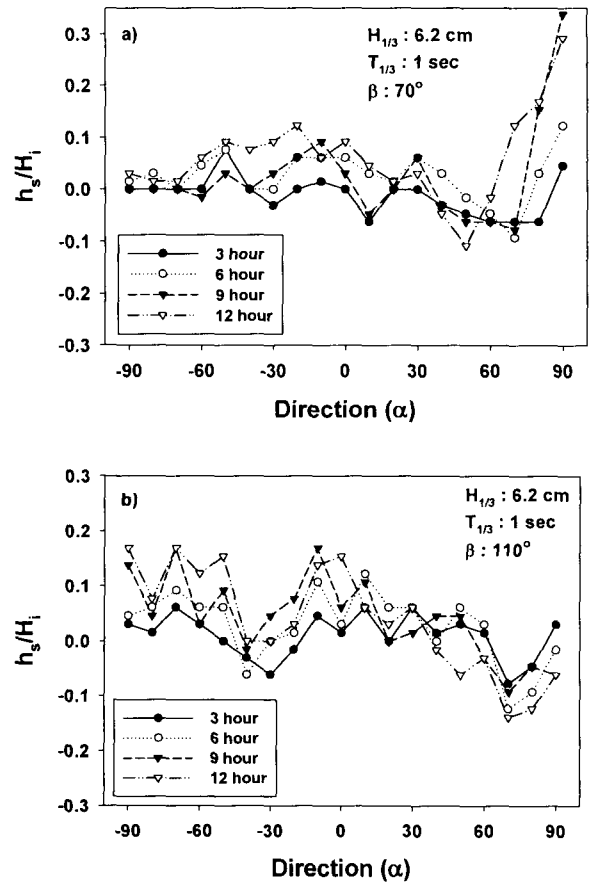 a)
H1/3 : 6.2 cm
T1/3 : 1 sec
β : 70°
0.3
0.2
0.1
0.0
-0.1
-0.2
-0.3
hs/Hi
3 hour
6 hour
9 hour
12 hour
-90 -60 -30 0 30 60 90
Direction (α)
b)
H1/3 : 6.2 cm
T1/3 : 1 sec
β : 110°
0.3
0.2
0.1
0.0
-0.1
-0.2
-0.3
hs/Hi
3 hour
6 hour
9 hour
12 hour
-90 -60 -30 0 30 60 90
Direction (α)